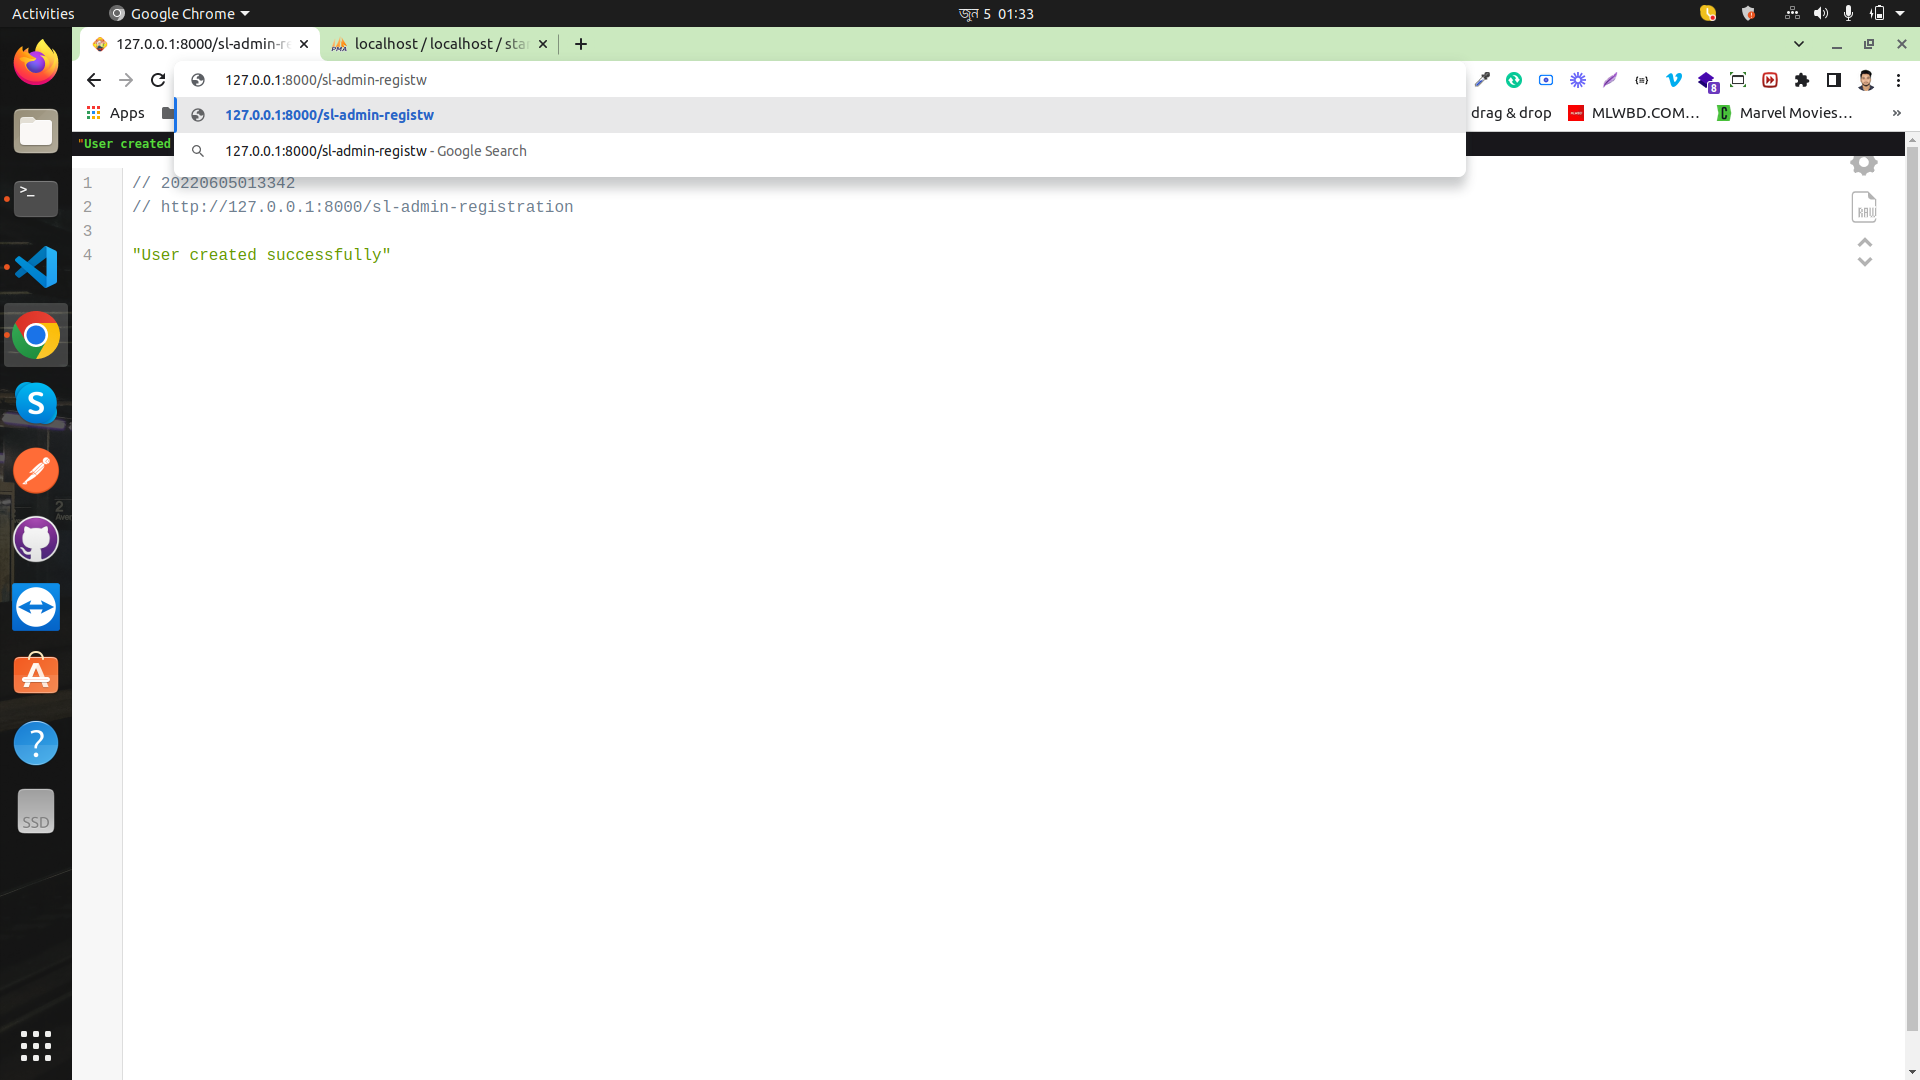 Activities
Google Chrome
জুন 5 01:33
127.0.0.1:8000/sl-admin-re
localhost / localhost / sta
127.0.0.1:8000/sl-admin-registw
8
Apps
127.0.0.1:8000/sl-admin-registw
drag & drop
MLWBD.COM…
Marvel Movies…
»
"User created
127.0.0.1:8000/sl-admin-registw - Google Search
1 // 20220605013342
2 // http://127.0.0.1:8000/sl-admin-registration
3
4 "User created successfully"
RAW
SSD